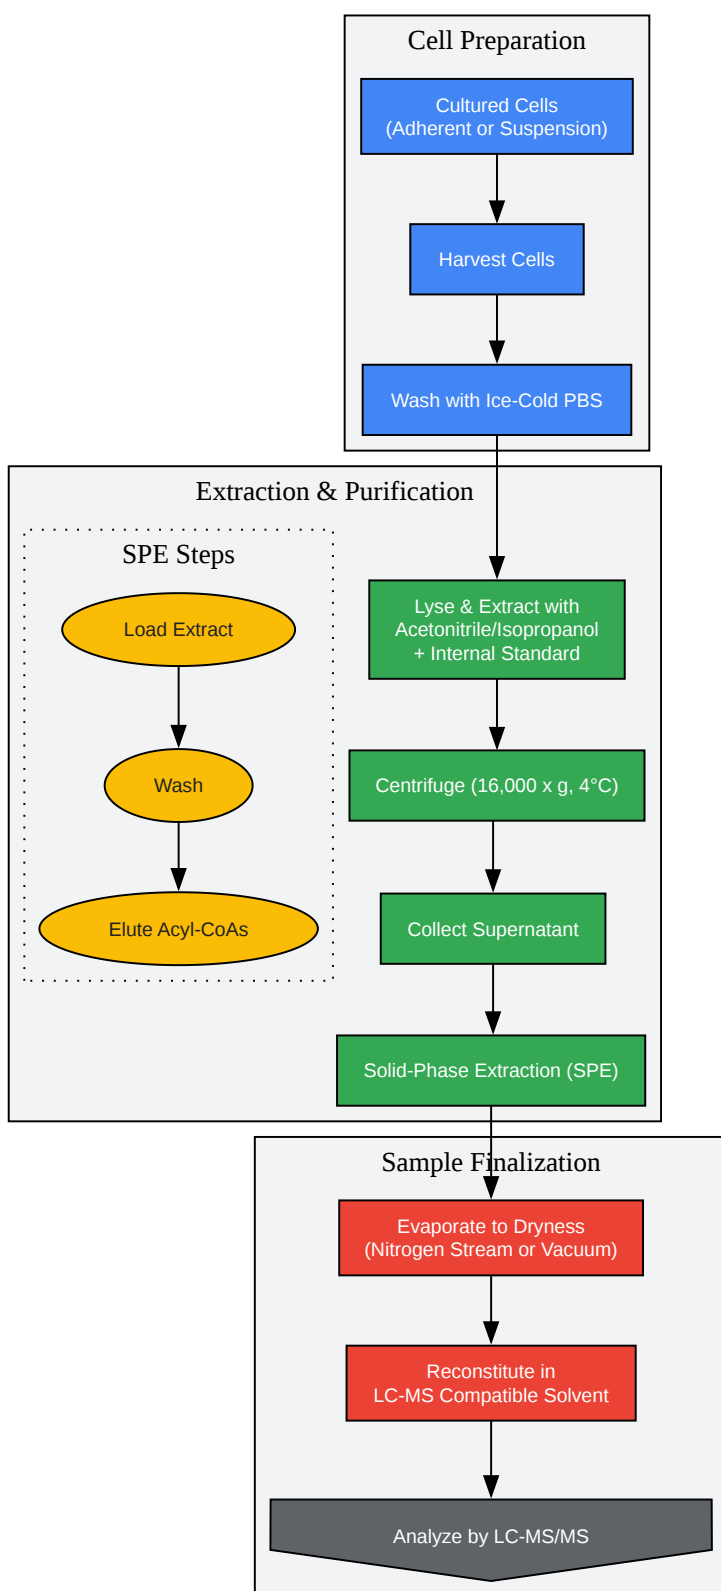 Cell Preparation
Cultured Cells
(Adherent or Suspension)
Harvest Cells
Wash with Ice-Cold PBS
Extraction & Purification
SPE Steps
Load Extract
Wash
Elute Acyl-CoAs
Lyse & Extract with
Acetonitrile/Isopropanol
+ Internal Standard
Centrifuge (16,000 x g, 4°C)
Collect Supernatant
Solid-Phase Extraction (SPE)
Sample Finalization
Evaporate to Dryness
(Nitrogen Stream or Vacuum)
Reconstitute in
LC-MS Compatible Solvent
Analyze by LC-MS/MS